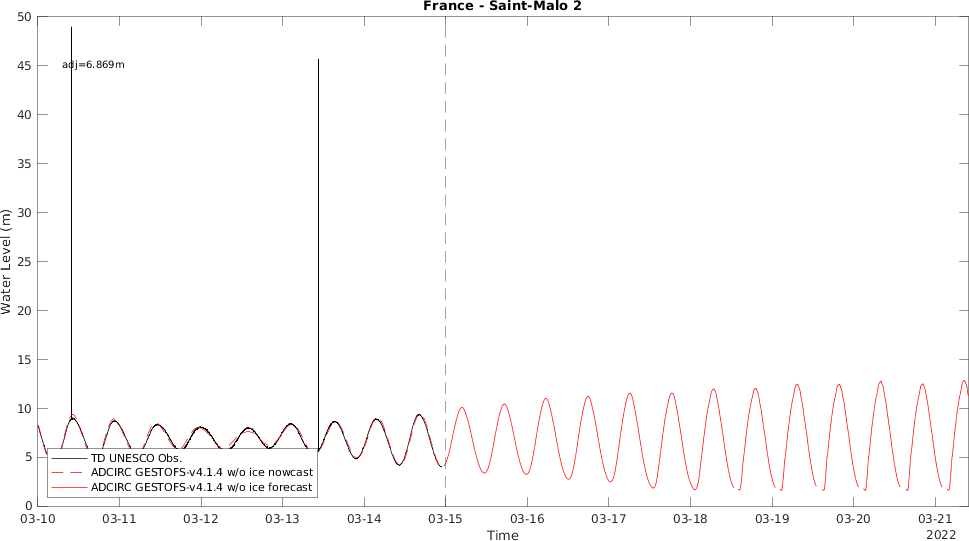 France - Saint-Malo 2
50
45
40
35
30
25
20
15
10
5
0
Water Level (m)
adj=6.869m
TD UNESCO Obs.
ADCIRC GESTOFS-v4.1.4 w/o ice nowcast
ADCIRC GESTOFS-v4.1.4 w/o ice forecast
03-10 03-11 03-12 03-13 03-14 03-15 03-16 03-17 03-18 03-19 03-20 03-21
Time
2022